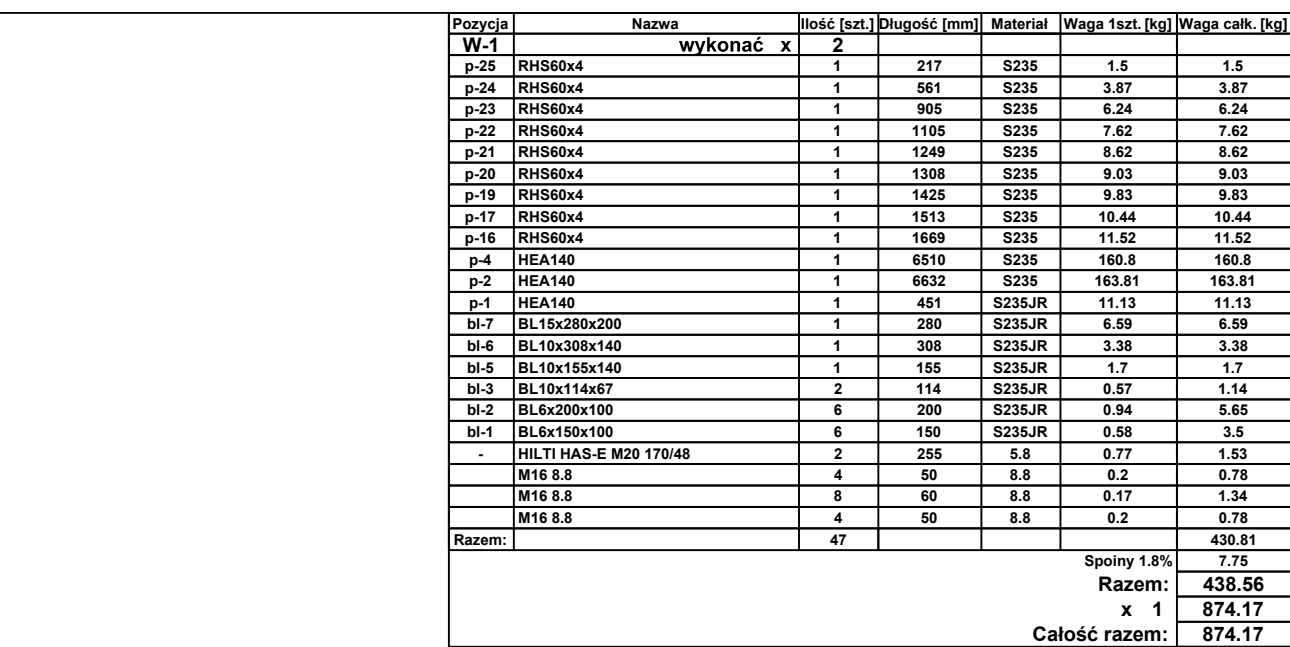 Pozycja Nazwa Ilość [szt.] Długość [mm] Materiał Waga 1szt. [kg] Waga całk. [kg]
W-1 wykonać x 2
p-25 RHS60x4 1 217 S235 1.5 1.5
p-24 RHS60x4 1 561 S235 3.87 3.87
p-23 RHS60x4 1 905 S235 6.24 6.24
p-22 RHS60x4 1 1105 S235 7.62 7.62
p-21 RHS60x4 1 1249 S235 8.62 8.62
p-20 RHS60x4 1 1308 S235 9.03 9.03
p-19 RHS60x4 1 1425 S235 9.83 9.83
p-17 RHS60x4 1 1513 S235 10.44 10.44
p-16 RHS60x4 1 1669 S235 11.52 11.52
p-4 HEA140 1 6510 S235 160.8 160.8
p-2 HEA140 1 6632 S235 163.81 163.81
p-1 HEA140 1 451 S235JR 11.13 11.13
bl-7 BL15x280x200 1 280 S235JR 6.59 6.59
bl-6 BL10x308x140 1 308 S235JR 3.38 3.38
bl-5 BL10x155x140 1 155 S235JR 1.7 1.7
bl-3 BL10x114x67 2 114 S235JR 0.57 1.14
bl-2 BL6x200x100 6 200 S235JR 0.94 5.65
bl-1 BL6x150x100 6 150 S235JR 0.58 3.5
- HILTI HAS-E M20 170/48 2 255 5.8 0.77 1.53
M16 8.8 4 50 8.8 0.2 0.78
M16 8.8 8 60 8.8 0.17 1.34
M16 8.8 4 50 8.8 0.2 0.78
Razem: 47 430.81
Spoiny 1.8% 7.75
Razem: 438.56
x 1 874.17
Całość razem: 874.17